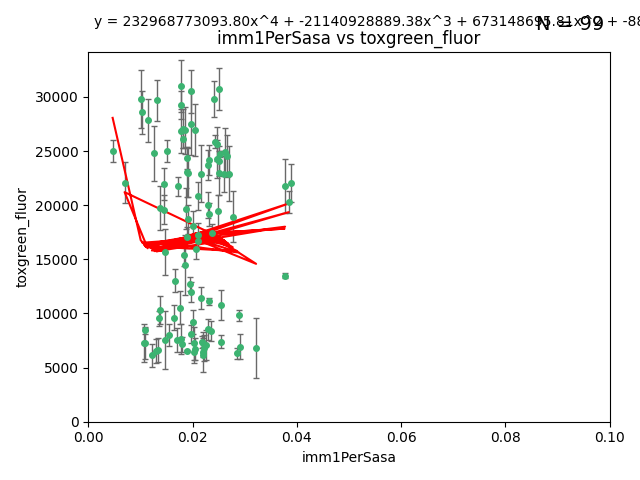 y = 232968773093.80x^4 + -21140928889.38x^3 +
N = 99
imm1PerSasa vs toxgreen_fluor
30000
25000
20000
15000
10000
5000
0
toxgreen_fluor
0.00 0.02 0.04 0.06 0.08 0.10
imm1PerSasa